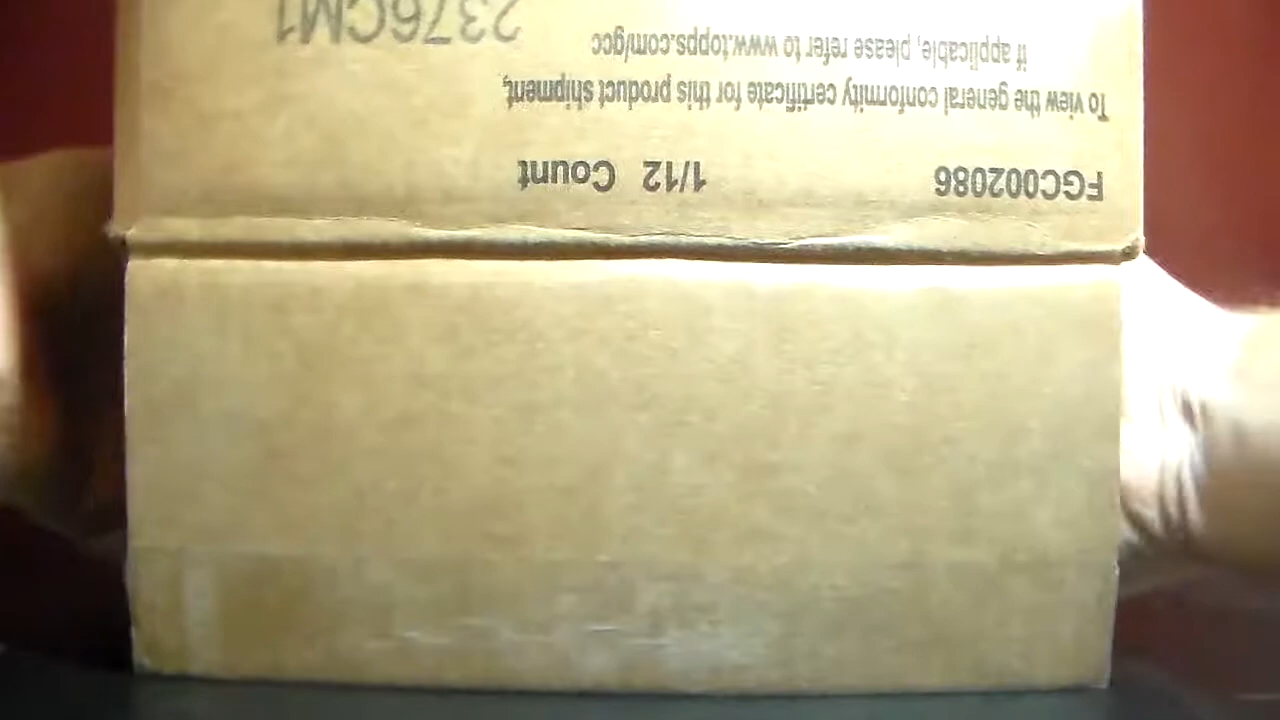 FGC002086 1/12 Count
To view the general conformity certificate for this product shipment,
if applicable, please refer to www.topps.com/gcc
2376CM1